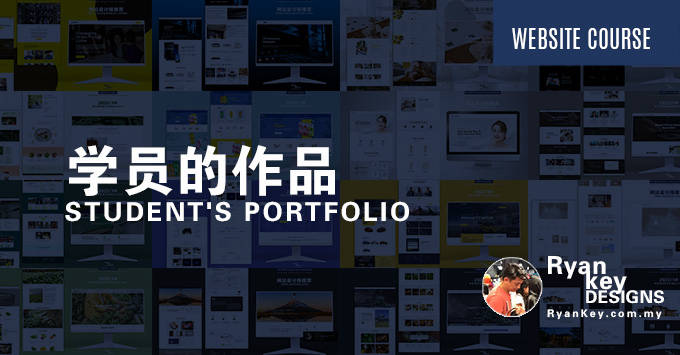 WEBSITE COURSE
学员的作品
STUDENT'S PORTFOLIO
Ryan
key
DESIGNS
RyanKey.com.my